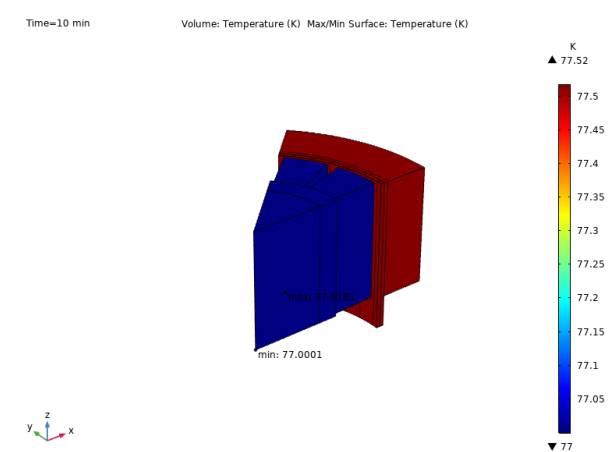 Time=10 min
Volume: Temperature (K) Max/Min Surface: Temperature (K)
K
▲ 77.52
77.5
77.45
77.4
77.35
77.3
77.25
77.2
77.15
77.1
77.05
▼ 77
min: 77.0001
z
y
x